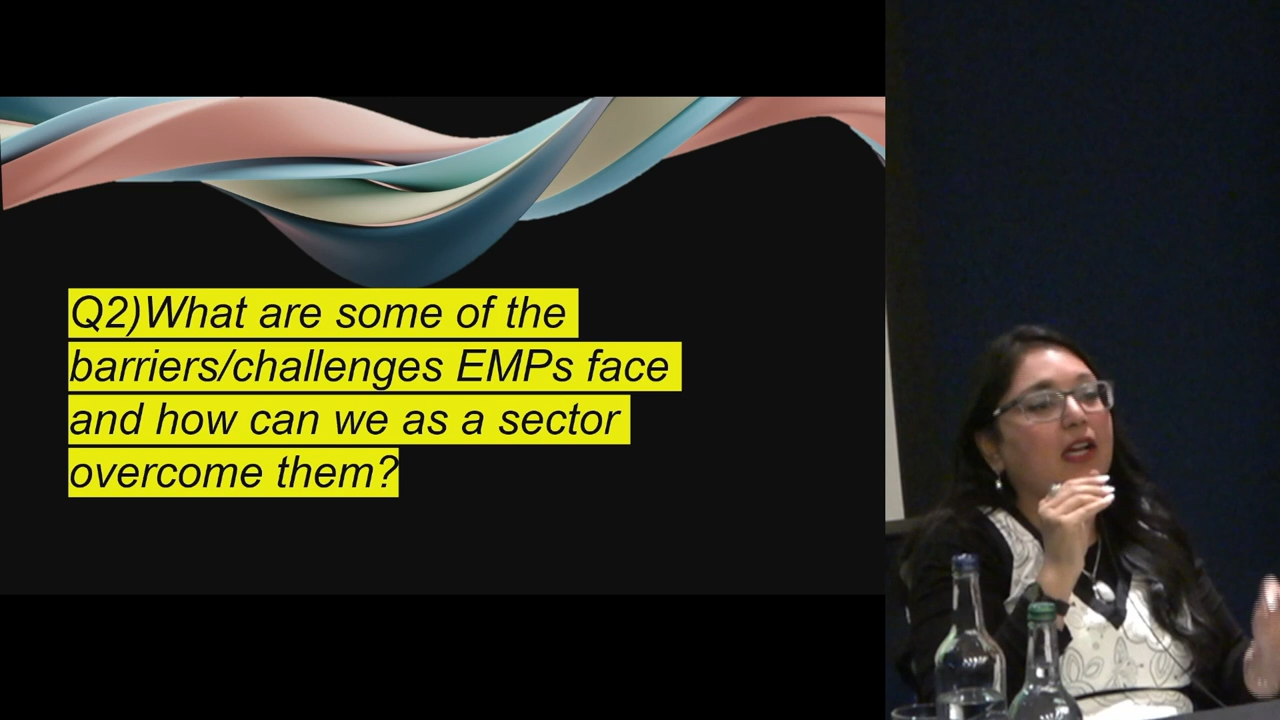 Q2)What are some of the
barriers/challenges EMPs face
and how can we as a sector
overcome them?